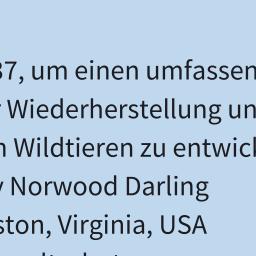 37, um einen umfassen
Wiederherstellung un
Wildtieren zu entwick
Norwood Darling
ston, Virginia, USA